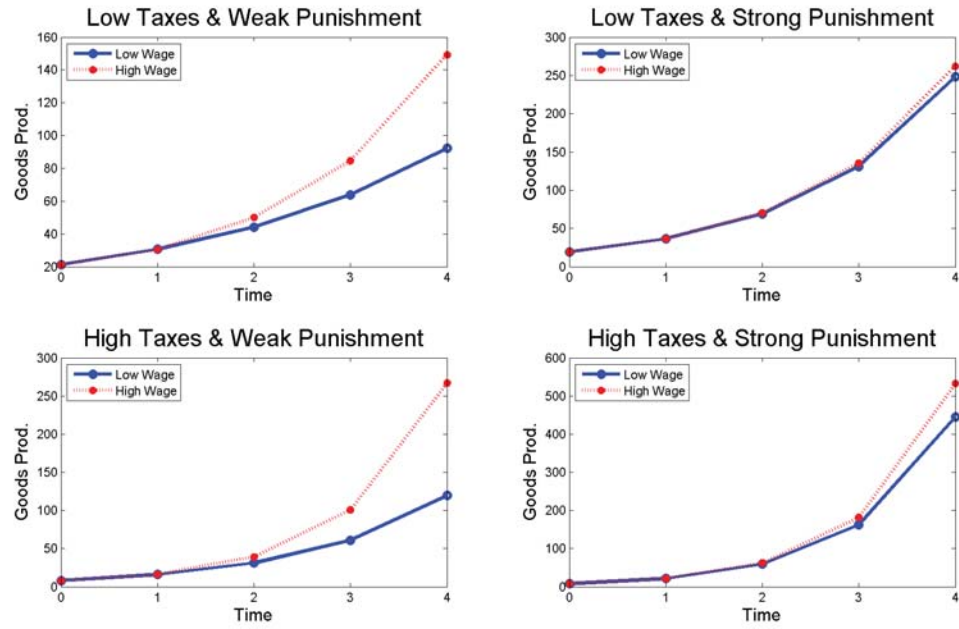 Low Taxes & Weak Punishment
160
140
120
100
80
60
40
20
Goods Prod.
Low Wage
High Wage
0 1 2 3 4
Time
Low Taxes & Strong Punishment
300
250
200
150
100
50
0
Goods Prod.
Low Wage
High Wage
0 1 2 3 4
Time
High Taxes & Weak Punishment
300
250
200
150
100
50
0
Goods Prod.
Low Wage
High Wage
0 1 2 3 4
Time
High Taxes & Strong Punishment
600
500
400
300
200
100
0
Goods Prod.
Low Wage
High Wage
0 1 2 3 4
Time